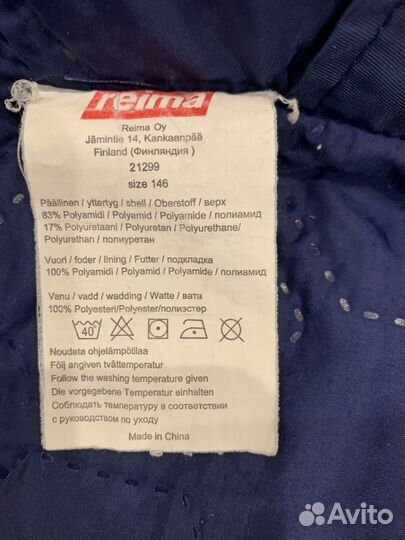 reima
Reima Oy
Jämintie 14, Kankaanpää
Finland (Финляндия )
21299
size 146
Päällinen / yttertyg / shell / Oberstoff / верх
83% Polyamidi / Polyamid / Polyamide / полиамид
17% Polyuretaani / Polyuretan / Polyurethane/
Polyurethan / полиуретан
Vuori / foder / lining / Futter / подкладка
100% Polyamidi / Polyamid / Polyamide / полиамид
Vanu / vadd / wadding / Watte / вата
100% Polyesteri/Polyester/полиэстер
40°
Noudata ohjelämpötilaa
Följ angiven tvättemperatur
Follow the washing temperature given
Die vorgegebene Temperatur einhalten
Соблюдать температуру в соответствии
с руководством по уходу
Made in China
Avito